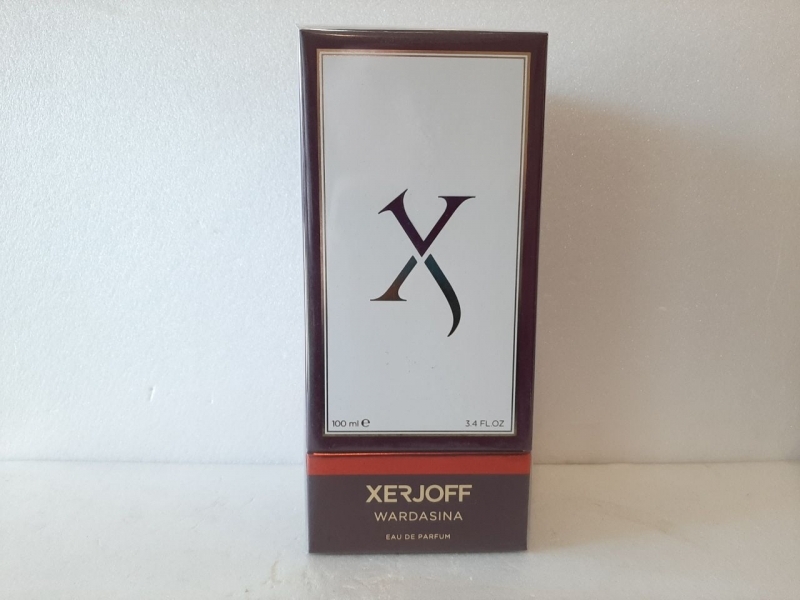 X
100 ml ℮
3.4 FL.OZ
XERJOFF
WARDASINA
EAU DE PARFUM